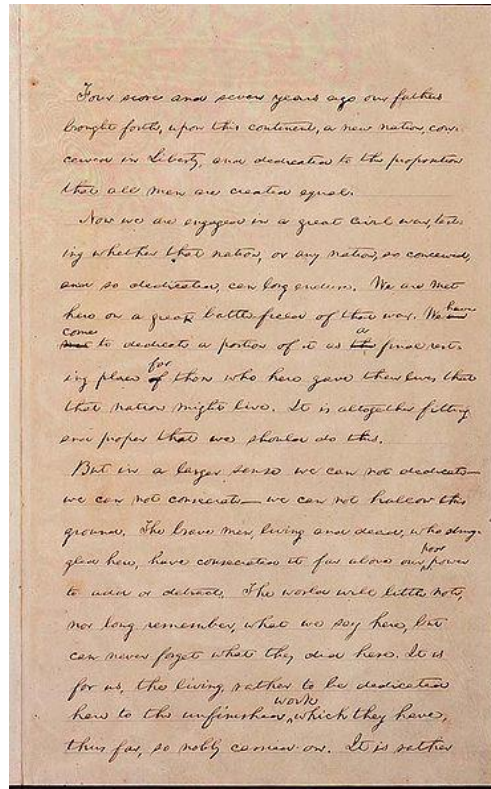 Four score and seven years ago our fathers
brought forth, upon this continent, a new nation, con-
ceived in Liberty, and dedicated to the proposition
that all men are created equal.
Now we are engaged in a great civil war, test-
ing whether that nation, or any nation, so conceived,
and so dedicated, can long endure. We are met
here on a great battle-field of that war. We have
come
to dedicate a portion of it as a final rest-
for
ing place of those who here gave their lives that
that nation might live. It is altogether fitting
and proper that we should do this.
But in a larger sense we can not dedicate—
we can not consecrate—we can not hallow this
ground. The brave men, living and dead, who strug-
poor
gled here, have consecrated it far above our power
to add or detract. The world will little note,
nor long remember, what we say here, but
can never forget what they did here. It is
for us, the living, rather to be dedicated
work
here to the unfinished, which they have,
thus far, so nobly carried on. It is rather